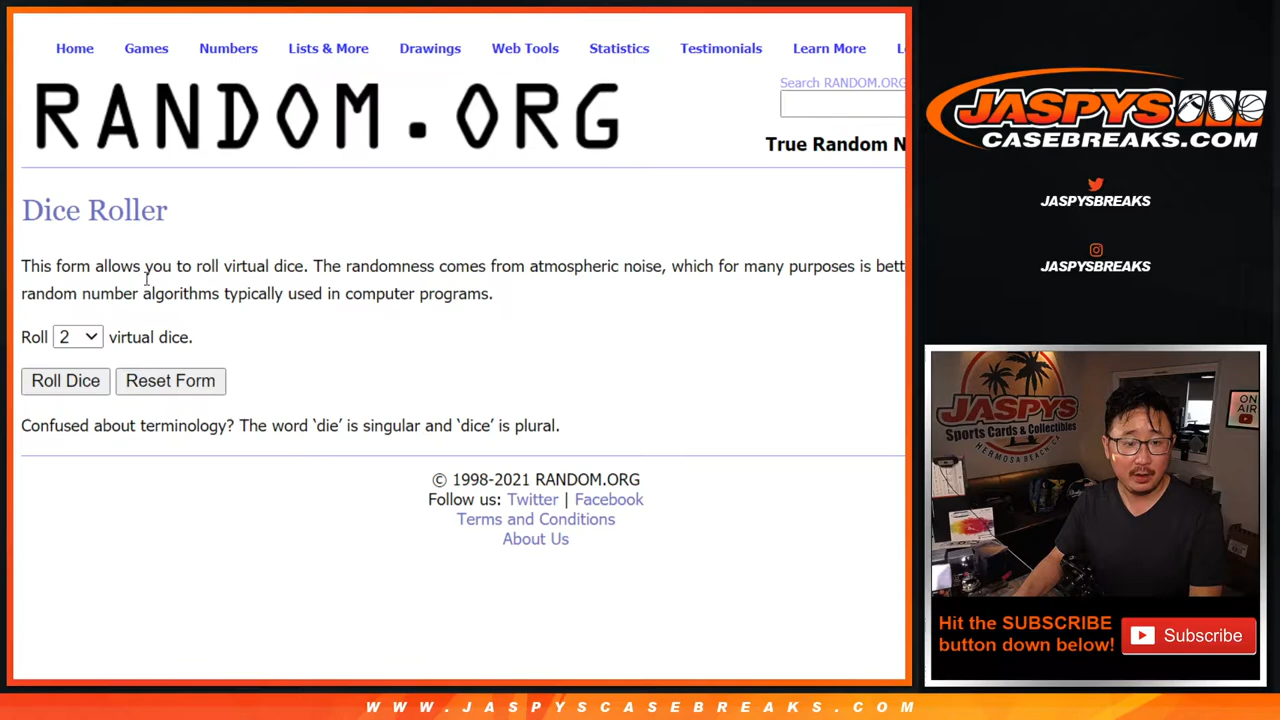 Home Games Numbers Lists & More Drawings Web Tools Statistics Testimonials Learn More
Search RANDOM.ORG
RANDOM.ORG
True Random N
Dice Roller
This form allows you to roll virtual dice. The randomness comes from atmospheric noise, which for many purposes is bett
random number algorithms typically used in computer programs.
Roll 2 virtual dice.
Roll Dice Reset Form
Confused about terminology? The word ‘die’ is singular and ‘dice’ is plural.
© 1998-2021 RANDOM.ORG
Follow us: Twitter | Facebook
Terms and Conditions
About Us
JASPYS
CASEBREAKS.COM
JASPYSBREAKS
JASPYSBREAKS
JASPYS
Sports Cards & Collectibles
HERMOSA BEACH, CA
ON
AIR
Hit the SUBSCRIBE
button down below!
Subscribe
WWW.JASPYSCASEBREAKS.COM